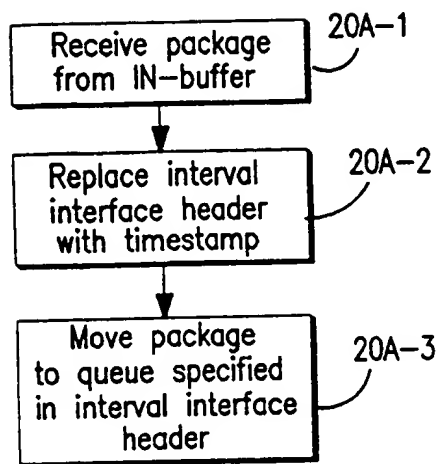 Receive package
from IN-buffer
20A-1
Replace interval
interface header
with timestamp
20A-2
Move package
to queue specified
in interval interface
header
20A-3